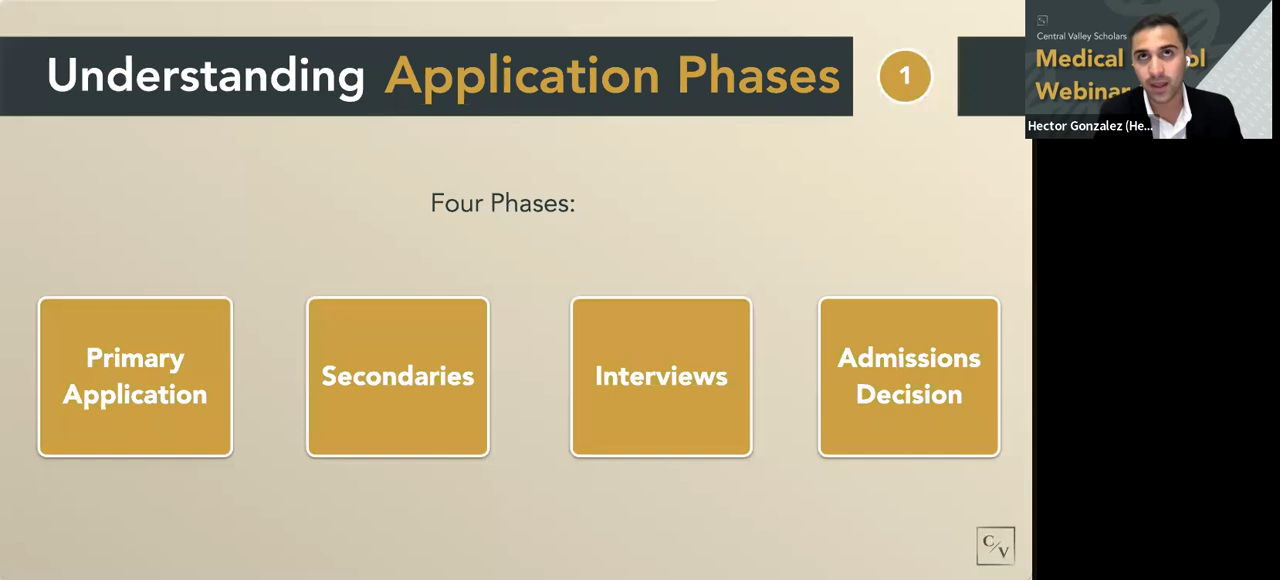 Understanding Application Phases
1
Four Phases:
Primary
Application
Secondaries
Interviews
Admissions
Decision
C/V
Central Valley Scholars
Medical
Webinar
Hector Gonzalez (He...